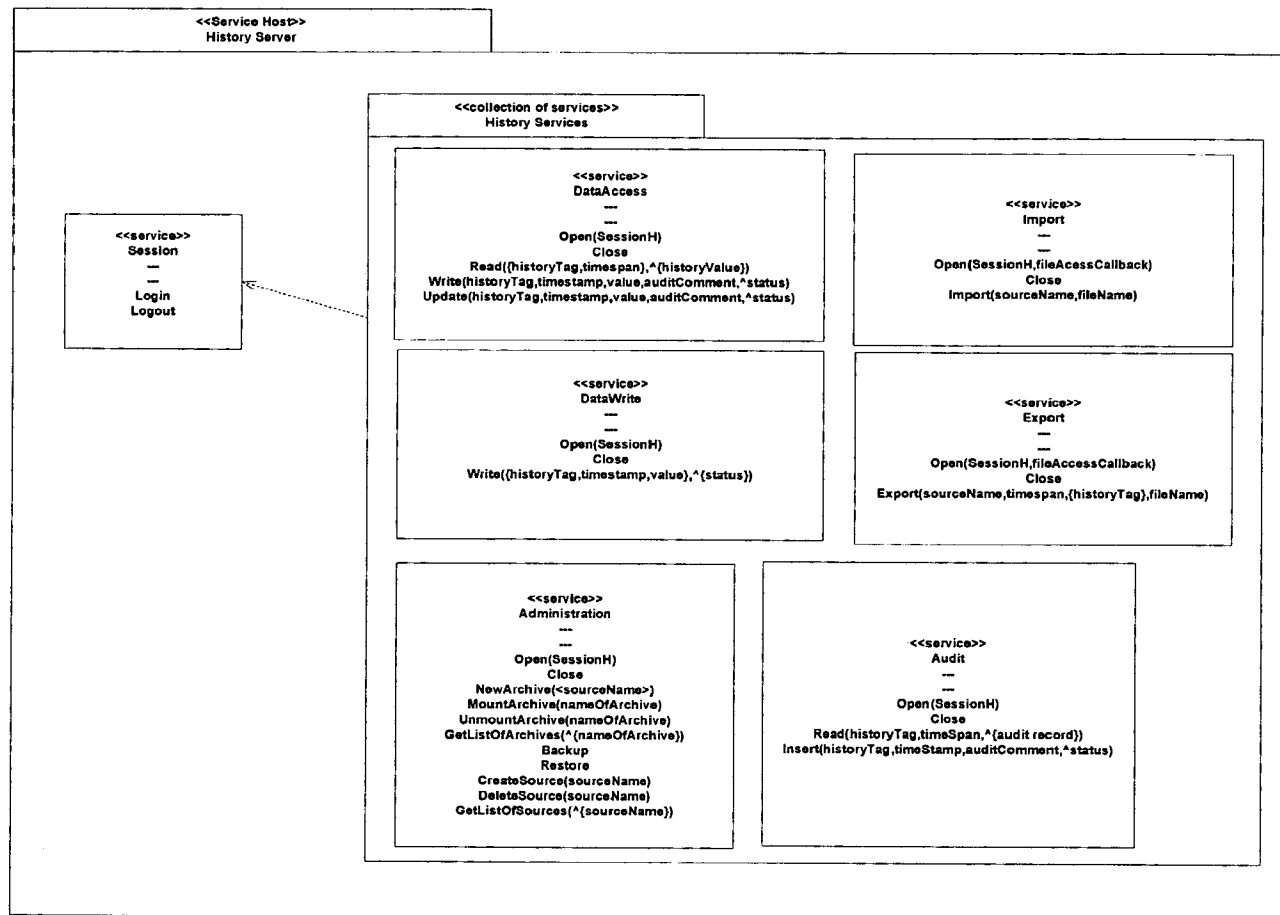 <<Service Host>>
History Server
<<collection of services>>
History Services
<<service>>
Session
---
---
Login
Logout
<<service>>
DataAccess
---
---
Open(SessionH)
Close
Read({historyTag,timespan},^{historyValue})
Write(historyTag,timestamp,value,auditComment,^status)
Update(historyTag,timestamp,value,auditComment,^status)
<<service>>
Import
---
---
Open(SessionH,fileAcessCallback)
Close
Import(sourceName,fileName)
<<service>>
DataWrite
---
---
Open(SessionH)
Close
Write({historyTag,timestamp,value},^{status})
<<service>>
Export
---
---
Open(SessionH,fileAccessCallback)
Close
Export(sourceName,timespan,{historyTag},fileName)
<<service>>
Administration
---
---
Open(SessionH)
Close
NewArchive(<sourceName>)
MountArchive(nameOfArchive)
UnmountArchive(nameOfArchive)
GetListOfArchives(^{nameOfArchive})
Backup
Restore
CreateSource(sourceName)
DeleteSource(sourceName)
GetListOfSources(^{sourceName})
<<service>>
Audit
---
---
Open(SessionH)
Close
Read(historyTag,timeSpan,^{audit record})
Insert(historyTag,timeStamp,auditComment,^status)